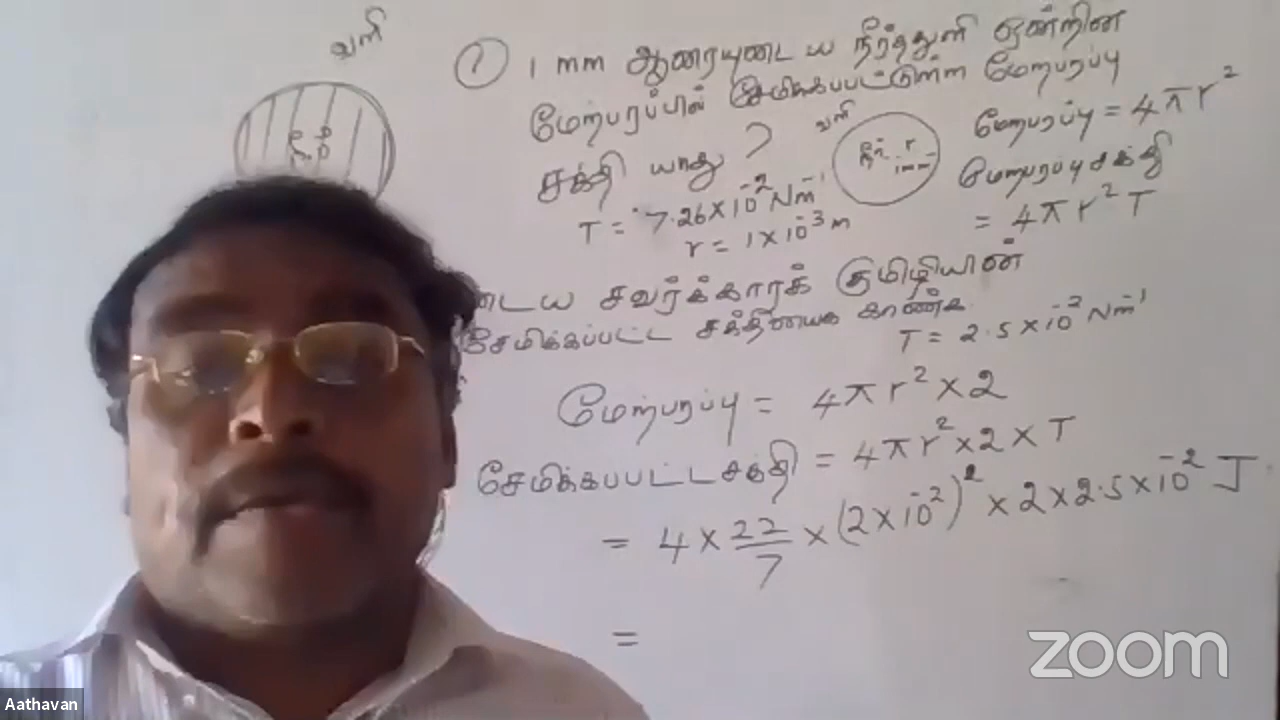 வளி
① 1 mm ஆரையுடைய நீர்த்துளி ஒன்றின்
மேற்பரப்பில் சேமிக்கப்பட்டுள்ள மேற்பரப்பு
சக்தி யாது ?
T = 7.26×10⁻² Nm⁻¹
r = 1×10⁻³ m
வளி
நீர் r
1mm
மேற்பரப்பு = 4πr²
மேற்பரப்பு சக்தி
= 4πr²T
டைய சவர்க்காரக் குமிழியின்
சேமிக்கப்பட்ட சக்தியைக் காண்க.
T = 2.5×10⁻² Nm⁻¹
மேற்பரப்பு = 4πr²×2
சேமிக்கப்பட்டசக்தி = 4πr²×2×T
= 4×22/7×(2×10⁻²)²×2×2.5×10⁻² J
=
zoom
Aathavan